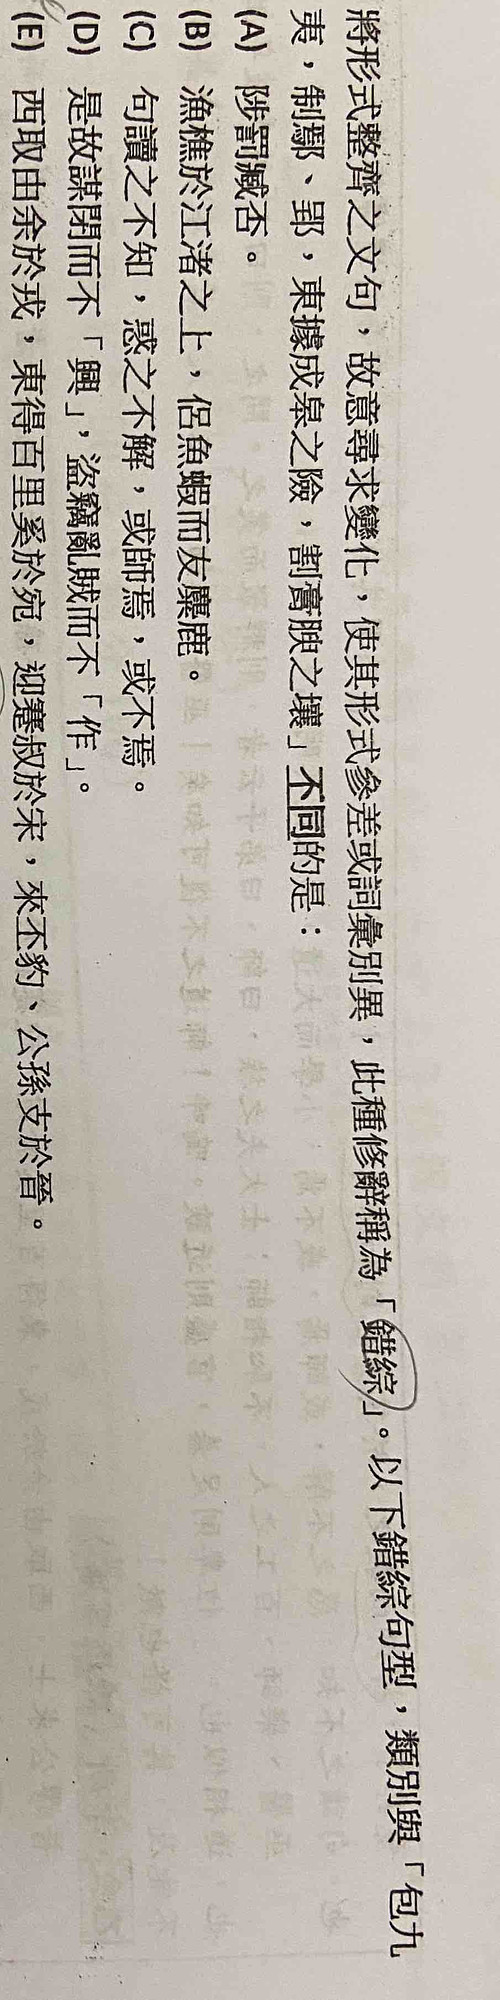 將形式整齊之文句，故意尋求變化，使其形式參差或詞彙別異，此種修辭稱為「錯綜」。以下錯綜句型，類別與「包九
夷，制鄢、郢，東據成皋之險，割膏腴之壤」不同的是：
(A) 陟罰臧否。
(B) 漁樵於江渚之上，侶魚蝦而友麋鹿。
(C) 句讀之不知，惑之不解，或師焉，或不焉。
(D) 是故謀閉而不「興」，盜竊亂賊而不「作」。
(E) 西取由余於戎，東得百里奚於宛，迎蹇叔於宋，來丕豹、公孫支於晉。